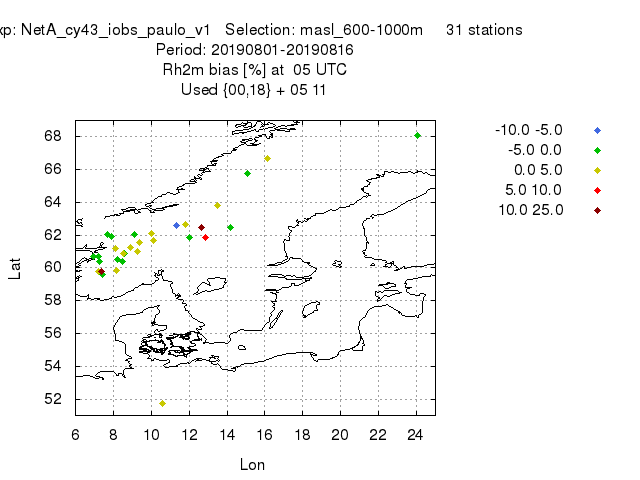 xp: NetA_cy43_iobs_paulo_v1 Selection: masl_600-1000m 31 stations
Period: 20190801-20190816
Rh2m bias [%] at 05 UTC
Used {00,18} + 05 11
-10.0 -5.0
-5.0 0.0
0.0 5.0
5.0 10.0
10.0 25.0
68
66
64
62
60
58
56
54
52
Lat
6 8 10 12 14 16 18 20 22 24
Lon